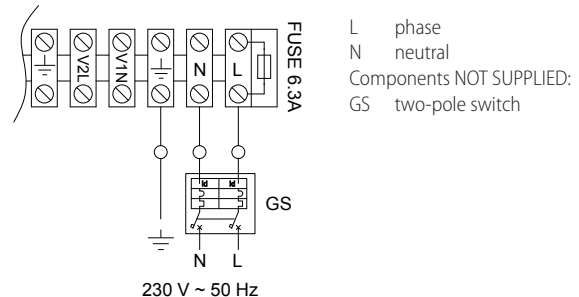 V2L
V1N
N
L
FUSE 6.3A
GS
N L
230 V ~ 50 Hz
L phase
N neutral
Components NOT SUPPLIED:
GS two-pole switch